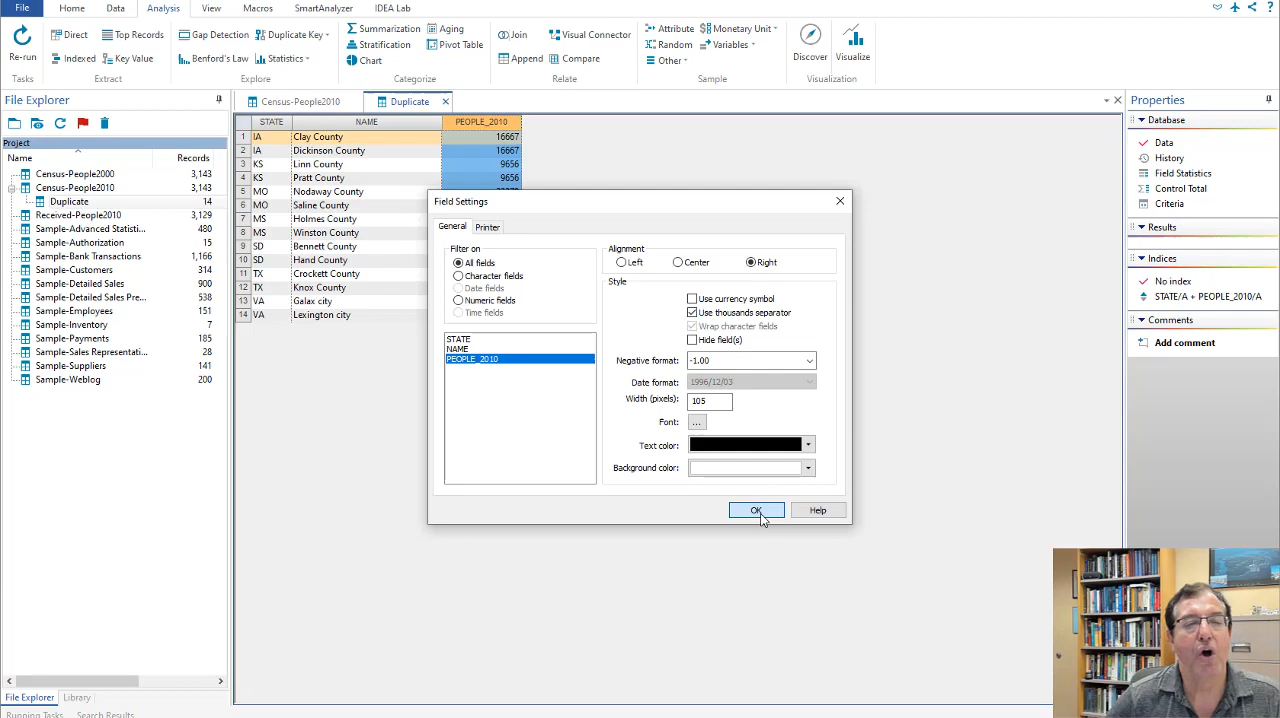 File Home Data Analysis View Macros SmartAnalyzer IDEA Lab
Re-run
Tasks
Direct Top Records
Indexed Key Value
Extract
Gap Detection Duplicate Key
Benford's Law Statistics
Explore
Summarization Aging
Stratification Pivot Table
Chart
Categorize
Join Visual Connector
Append Compare
Relate
Attribute Monetary Unit
Random Variables
Other
Sample
Discover Visualize
Visualization
File Explorer
Project
Name Records
Census-People2000 3,143
Census-People2010 3,143
Duplicate 14
Received-People2010 3,129
Sample-Advanced Statisti... 480
Sample-Authorization 15
Sample-Bank Transactions 1,166
Sample-Customers 314
Sample-Detailed Sales 900
Sample-Detailed Sales Pre... 538
Sample-Employees 311
Sample-Inventory 7
Sample-Payments 185
Sample-Sales Representati... 28
Sample-Suppliers 141
Sample-Weblog 200
File Explorer Library
Running Tasks Search Results
Census-People2010 Duplicate
STATE NAME PEOPLE_2010
1 IA Clay County 16667
2 IA Dickinson County 16667
3 KS Linn County 9656
4 KS Pratt County 9656
5 MO Nodaway County
6 MO Saline County
7 MS Holmes County
8 MS Winston County
9 SD Bennett County
10 SD Hand County
11 TX Crockett County
12 TX Knox County
13 VA Galax city
14 VA Lexington city
Field Settings
General Printer
Filter on
All fields
Character fields
Date fields
Numeric fields
Time fields
STATE
NAME
PEOPLE_2010
Alignment
Left Center Right
Style
Use currency symbol
Use thousands separator
Wrap character fields
Hide field(s)
Negative format: -1.00
Date format: 1996/12/03
Width (pixels): 105
Font: ...
Text color:
Background color:
OK Help
Properties
Database
Data
History
Field Statistics
Control Total
Criteria
Results
Indices
No index
STATE/A + PEOPLE_2010/A
Comments
Add comment